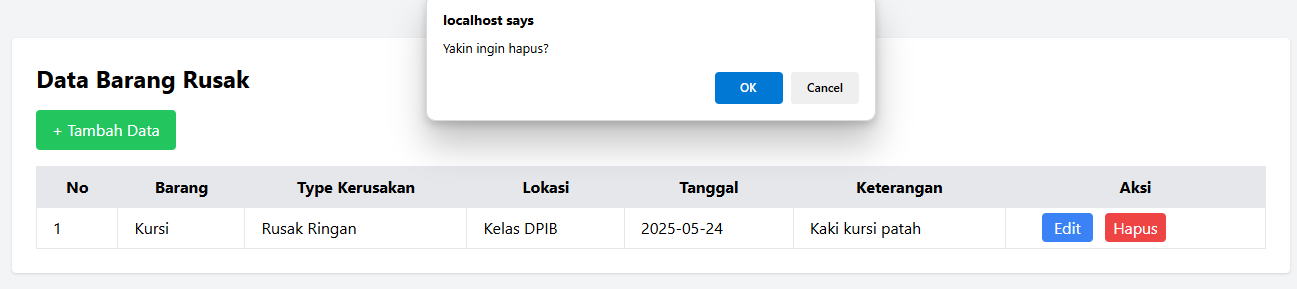 localhost says
Yakin ingin hapus?
OK Cancel
Data Barang Rusak
+ Tambah Data
No Barang Type Kerusakan Lokasi Tanggal Keterangan Aksi
1 Kursi Rusak Ringan Kelas DPIB 2025-05-24 Kaki kursi patah Edit Hapus